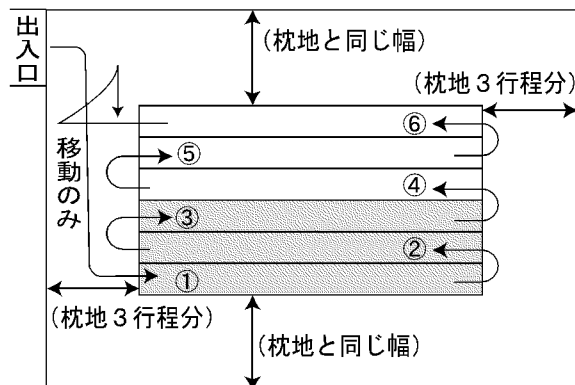 出入口
(枕地と同じ幅)
(枕地3行程分)
移動のみ
⑥
⑤
④
③
②
①
(枕地3行程分)
(枕地と同じ幅)